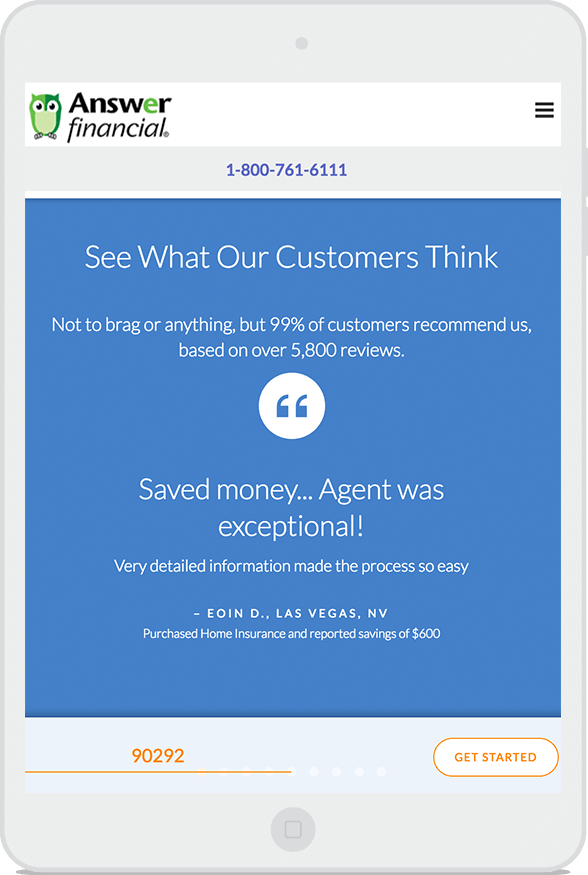 Answer
financial®
1-800-761-6111
See What Our Customers Think
Not to brag or anything, but 99% of customers recommend us,
based on over 5,800 reviews.
“
Saved money... Agent was
exceptional!
Very detailed information made the process so easy
– EOIN D., LAS VEGAS, NV
Purchased Home Insurance and reported savings of $600
90292
GET STARTED